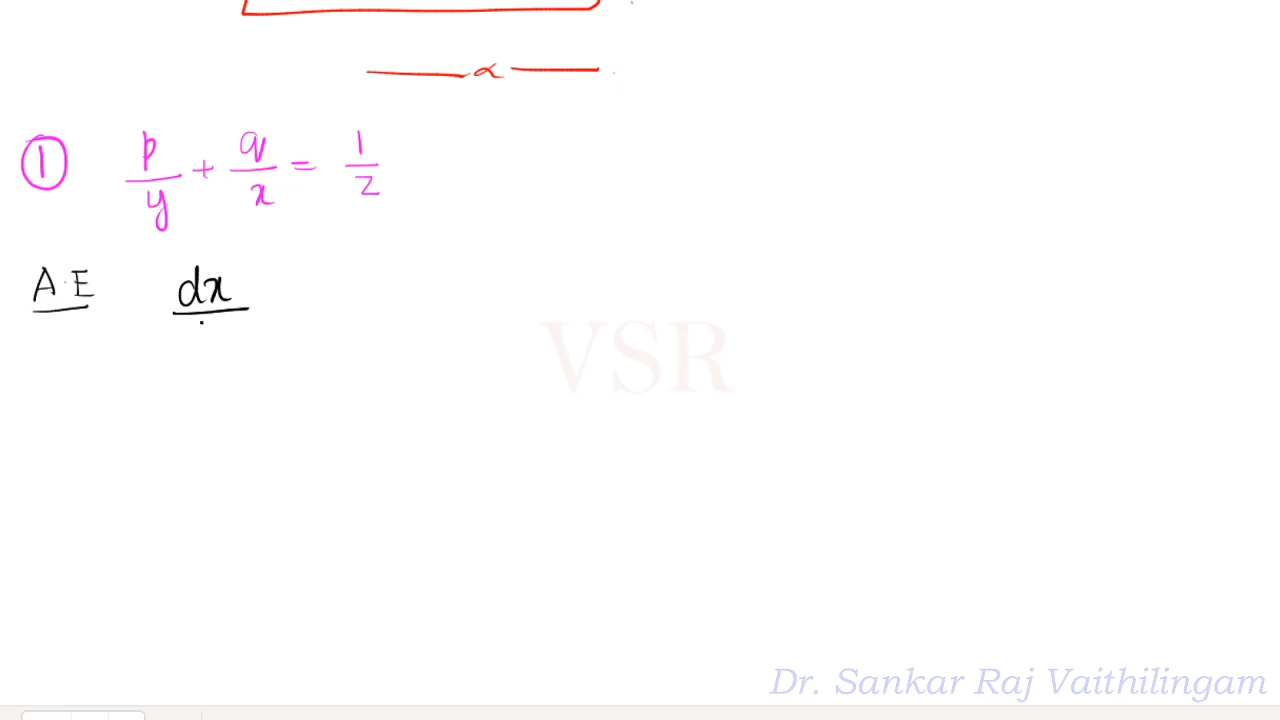 α
① p/y + q/x = 1/z
A.E dx
VSR
Dr. Sankar Raj Vaithilingam